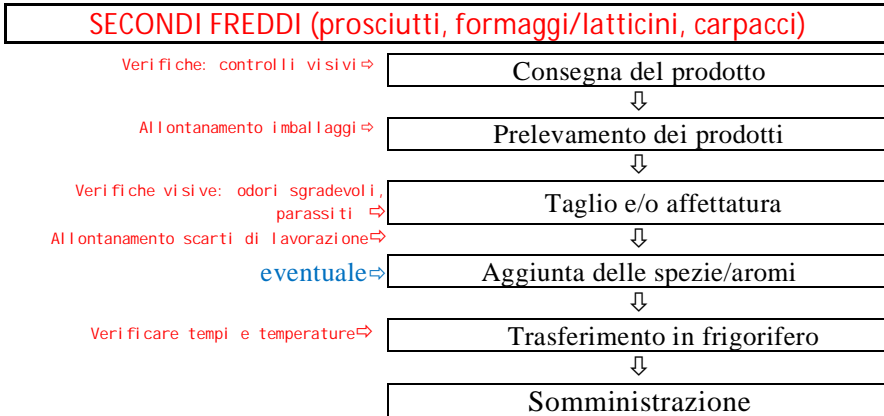 SECONDI FREDDI (prosciutti, formaggi/latticini, carpacci)
Verifiche: controlli visivi⇨ Consegna del prodotto
⇩
Allontanamento imballaggi⇨ Prelevamento dei prodotti
⇩
Verifiche visive: odori sgradevoli,
parassiti ⇨ Taglio e/o affettatura
Allontanamento scarti di lavorazione⇨ ⇩
eventuale⇨ Aggiunta delle spezie/aromi
⇩
Verificare tempi e temperature⇨ Trasferimento in frigorifero
⇩
Somministrazione